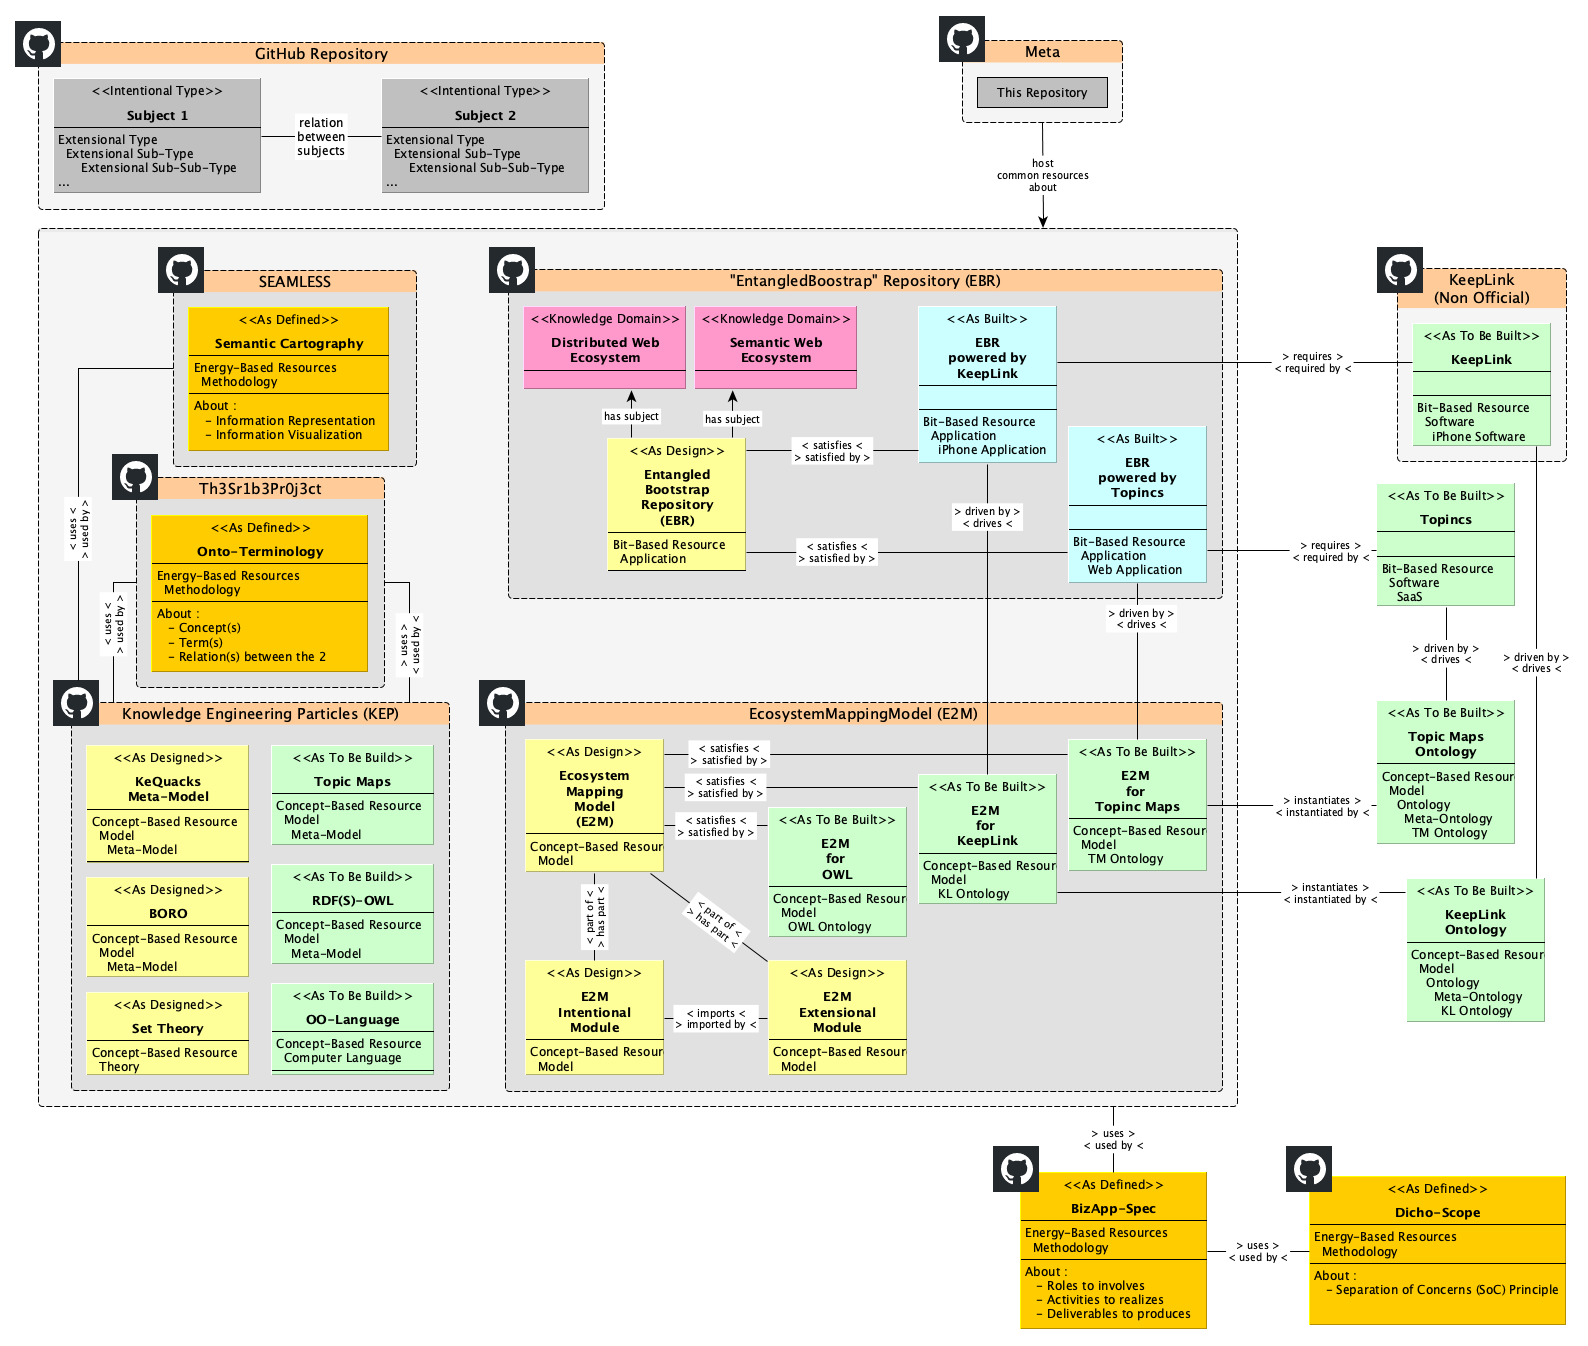 GitHub Repository
<<Intentional Type>>
Subject 1
Extensional Type
Extensional Sub-Type
Extensional Sub-Sub-Type
...
relation
between
subjects
<<Intentional Type>>
Subject 2
Extensional Type
Extensional Sub-Type
Extensional Sub-Sub-Type
...
Meta
This Repository
host
common resources
about
SEAMLESS
<<As Defined>>
Semantic Cartography
Energy-Based Resources
Methodology
About :
- Information Representation
- Information Visualization
< uses <
> used by >
Th3Sr1b3Pr0j3ct
<<As Defined>>
Onto-Terminology
Energy-Based Resources
Methodology
About :
- Concept(s)
- Term(s)
- Relation(s) between the 2
< uses <
> used by >
> uses >
< used by <
Knowledge Engineering Particles (KEP)
<<As Designed>>
KeQuacks
Meta-Model
Concept-Based Resource
Model
Meta-Model
<<As To Be Build>>
Topic Maps
Concept-Based Resource
Model
Meta-Model
<<As Designed>>
BORO
Concept-Based Resource
Model
Meta-Model
<<As To Be Build>>
RDF(S)-OWL
Concept-Based Resource
Model
Meta-Model
<<As Designed>>
Set Theory
Concept-Based Resource
Theory
<<As To Be Build>>
OO-Language
Concept-Based Resource
Computer Language
"EntangledBoostrap" Repository (EBR)
<<Knowledge Domain>>
Distributed Web
Ecosystem
<<Knowledge Domain>>
Semantic Web
Ecosystem
has subject
has subject
<<As Design>>
Entangled
Bootstrap
Repository
(EBR)
Bit-Based Resource
Application
< satisfies <
> satisfied by >
< satisfies <
> satisfied by >
<<As Built>>
EBR
powered by
KeepLink
Bit-Based Resource
Application
iPhone Application
<<As Built>>
EBR
powered by
Topincs
Bit-Based Resource
Application
Web Application
> driven by >
< drives <
> driven by >
< drives <
> requires >
< required by <
> requires >
< required by <
KeepLink
(Non Official)
<<As To Be Built>>
KeepLink
Bit-Based Resource
Software
iPhone Software
<<As To Be Built>>
Topincs
Bit-Based Resource
Software
SaaS
> driven by >
< drives <
> driven by >
< drives <
EcosystemMappingModel (E2M)
<<As Design>>
Ecosystem
Mapping
Model
(E2M)
Concept-Based Resour
Model
< satisfies <
> satisfied by >
< satisfies <
> satisfied by >
< satisfies <
> satisfied by >
<<As To Be Built>>
E2M
for
OWL
Concept-Based Resour
Model
OWL Ontology
<<As To Be Built>>
E2M
for
KeepLink
Concept-Based Resour
Model
KL Ontology
<<As To Be Built>>
E2M
for
Topinc Maps
Concept-Based Resour
Model
TM Ontology
< part of <
> has part <
< part of <
> has part <
<<As Design>>
E2M
Intentional
Module
Concept-Based Resour
Model
< imports <
> imported by <
<<As Design>>
E2M
Extensional
Module
Concept-Based Resour
Model
> instantiates >
< instantiated by <
> instantiates >
< instantiated by <
<<As To Be Built>>
Topic Maps
Ontology
Concept-Based Resour
Model
Ontology
Meta-Ontology
TM Ontology
<<As To Be Built>>
KeepLink
Ontology
Concept-Based Resour
Model
Ontology
Meta-Ontology
KL Ontology
> uses >
< used by <
<<As Defined>>
BizApp-Spec
Energy-Based Resources
Methodology
About :
- Roles to involves
- Activities to realizes
- Deliverables to produces
> uses >
< used by <
<<As Defined>>
Dicho-Scope
Energy-Based Resources
Methodology
About :
- Separation of Concerns (SoC) Principle